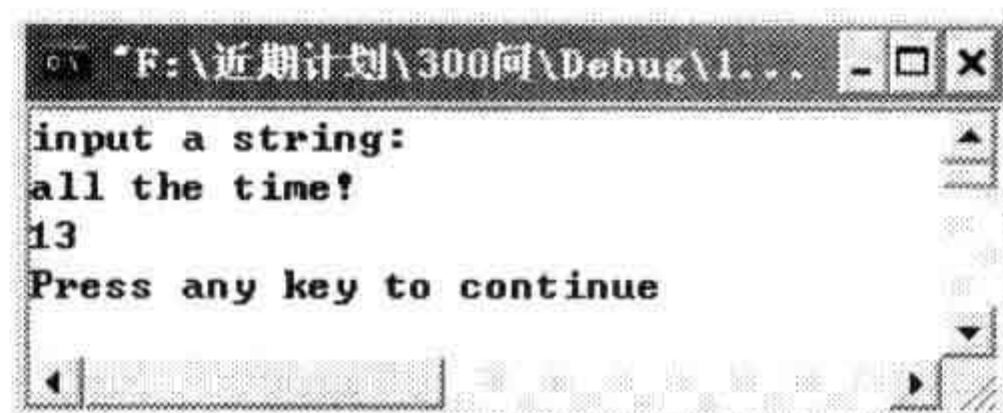 "F:\近期计划\300问\Debug\1...
input a string:
all the time!
13
Press any key to continue